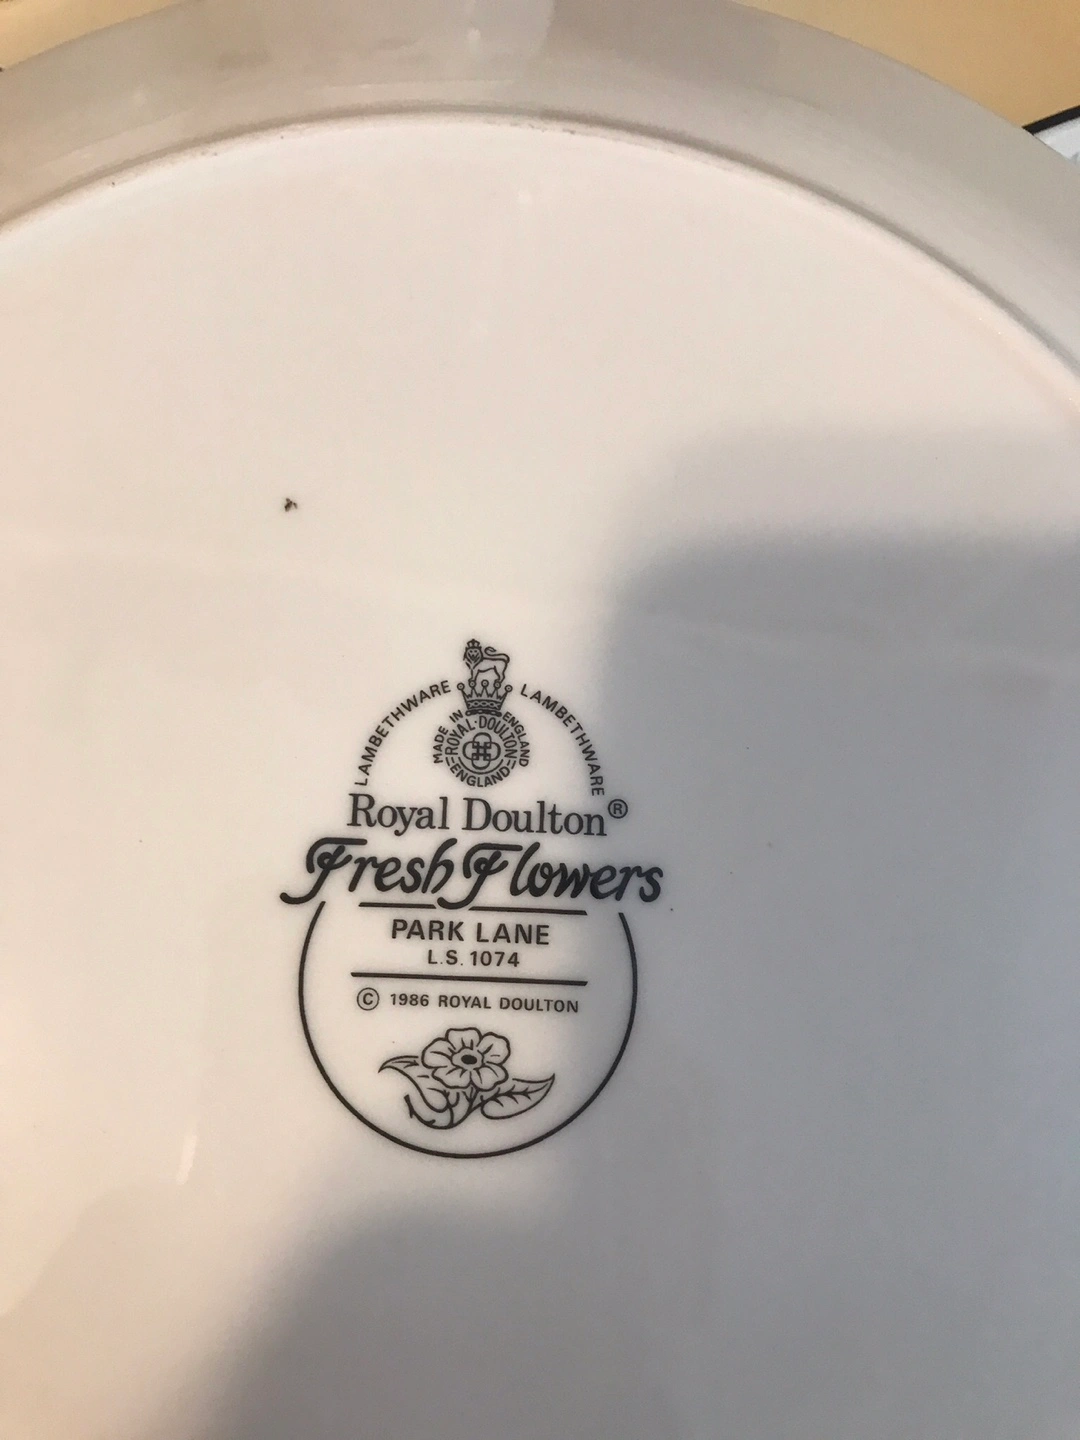 LAMBETHWARE LAMBETHWARE
MADE IN ENGLAND
ROYAL·DOULTON
ENGLAND
Royal Doulton®
Fresh Flowers
PARK LANE
L.S. 1074
© 1986 ROYAL DOULTON